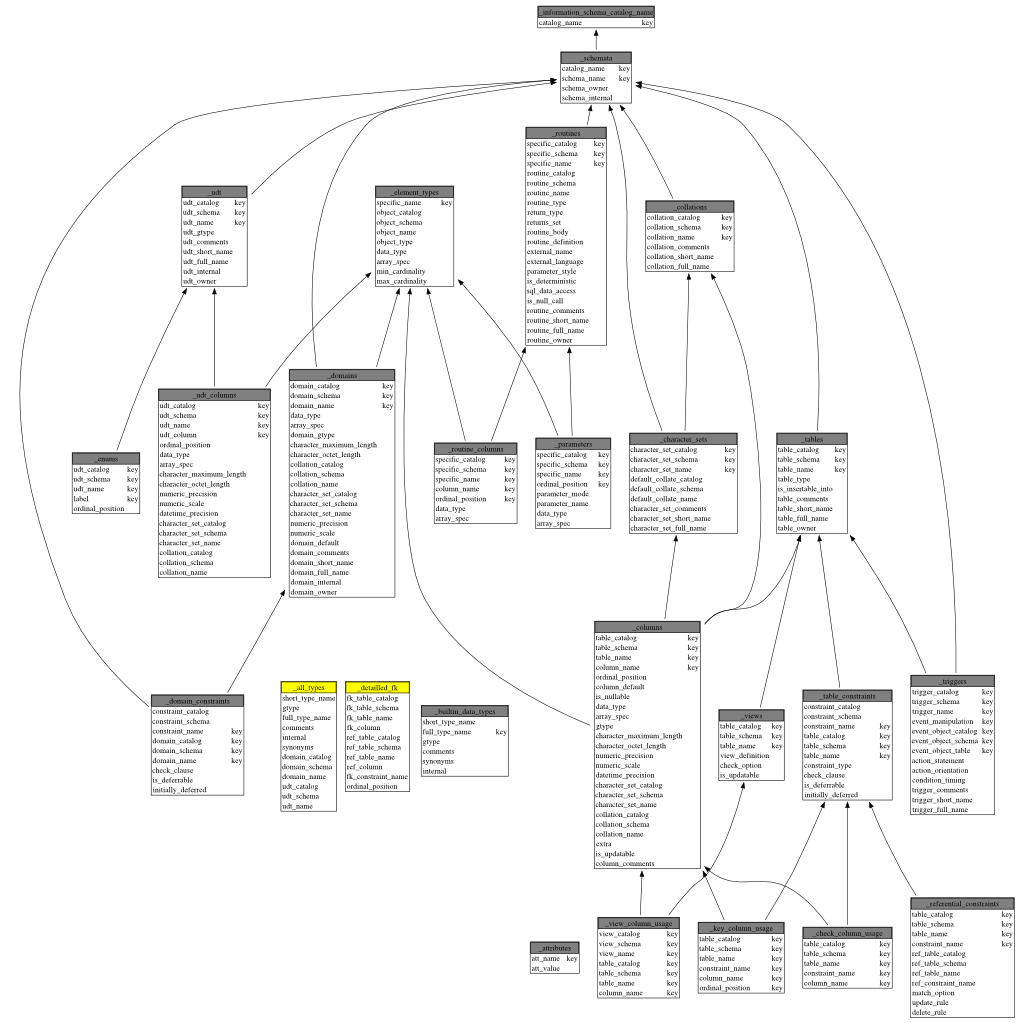 _information_schema_catalog_name
catalog_name key
_schemata
catalog_name key
schema_name key
schema_owner
schema_internal
_routines
specific_catalog key
specific_schema key
specific_name key
routine_catalog
routine_schema
routine_name
routine_type
return_type
returns_set
routine_body
routine_definition
external_name
external_language
parameter_style
is_deterministic
sql_data_access
is_null_call
routine_comments
routine_short_name
routine_full_name
routine_owner
_udt
udt_catalog key
udt_schema key
udt_name key
udt_gtype
udt_comments
udt_short_name
udt_full_name
udt_internal
udt_owner
_element_types
specific_name key
object_catalog
object_schema
object_name
object_type
data_type
array_spec
min_cardinality
max_cardinality
_collations
collation_catalog key
collation_schema key
collation_name key
collation_comments
collation_short_name
collation_full_name
_udt_columns
udt_catalog key
udt_schema key
udt_name key
udt_column key
ordinal_position
data_type
array_spec
character_maximum_length
character_octet_length
numeric_precision
numeric_scale
datetime_precision
character_set_catalog
character_set_schema
character_set_name
collation_catalog
collation_schema
collation_name
_domains
domain_catalog key
domain_schema key
domain_name key
data_type
array_spec
domain_gtype
character_maximum_length
character_octet_length
collation_catalog
collation_schema
collation_name
character_set_catalog
character_set_schema
character_set_name
numeric_precision
numeric_scale
domain_default
domain_comments
domain_short_name
domain_full_name
domain_internal
domain_owner
_enums
udt_catalog key
udt_schema key
udt_name key
label key
ordinal_position
_routine_columns
specific_catalog key
specific_schema key
specific_name key
column_name key
ordinal_position key
data_type
array_spec
_parameters
specific_catalog key
specific_schema key
specific_name key
ordinal_position key
parameter_mode
parameter_name
data_type
array_spec
_character_sets
character_set_catalog key
character_set_schema key
character_set_name key
default_collate_catalog
default_collate_schema
default_collate_name
character_set_comments
character_set_short_name
character_set_full_name
_tables
table_catalog key
table_schema key
table_name key
table_type
is_insertable_into
table_comments
table_short_name
table_full_name
table_owner
_columns
table_catalog key
table_schema key
table_name key
column_name key
ordinal_position
column_default
is_nullable
data_type
array_spec
gtype
character_maximum_length
character_octet_length
numeric_precision
numeric_scale
datetime_precision
character_set_catalog
character_set_schema
character_set_name
collation_catalog
collation_schema
collation_name
extra
is_updatable
column_comments
_domain_constraints
constraint_catalog
constraint_schema
constraint_name key
domain_catalog key
domain_schema key
domain_name key
check_clause
is_deferrable
initially_deferred
_all_types
short_type_name
gtype
full_type_name
comments
internal
synonyms
domain_catalog
domain_schema
domain_name
udt_catalog
udt_schema
udt_name
_detailled_fk
fk_table_catalog
fk_table_schema
fk_table_name
fk_column
ref_table_catalog
ref_table_schema
ref_table_name
ref_column
fk_constraint_name
ordinal_position
_builtin_data_types
short_type_name
full_type_name key
gtype
comments
synonyms
internal
_views
table_catalog key
table_schema key
table_name key
view_definition
check_option
is_updatable
_table_constraints
constraint_catalog
constraint_schema
constraint_name key
table_catalog key
table_schema key
table_name key
constraint_type
check_clause
is_deferrable
initially_deferred
_triggers
trigger_catalog key
trigger_schema key
trigger_name key
event_manipulation key
event_object_catalog key
event_object_schema key
event_object_table key
action_statement
action_orientation
condition_timing
trigger_comments
trigger_short_name
trigger_full_name
_attributes
att_name key
att_value
_view_column_usage
view_catalog key
view_schema key
view_name key
table_catalog key
table_schema key
table_name key
column_name key
_key_column_usage
table_catalog key
table_schema key
table_name key
constraint_name key
column_name key
ordinal_position key
_check_column_usage
table_catalog key
table_schema key
table_name key
constraint_name key
column_name key
_referential_constraints
table_catalog key
table_schema key
table_name key
constraint_name key
ref_table_catalog
ref_table_schema
ref_table_name
ref_constraint_name
match_option
update_rule
delete_rule